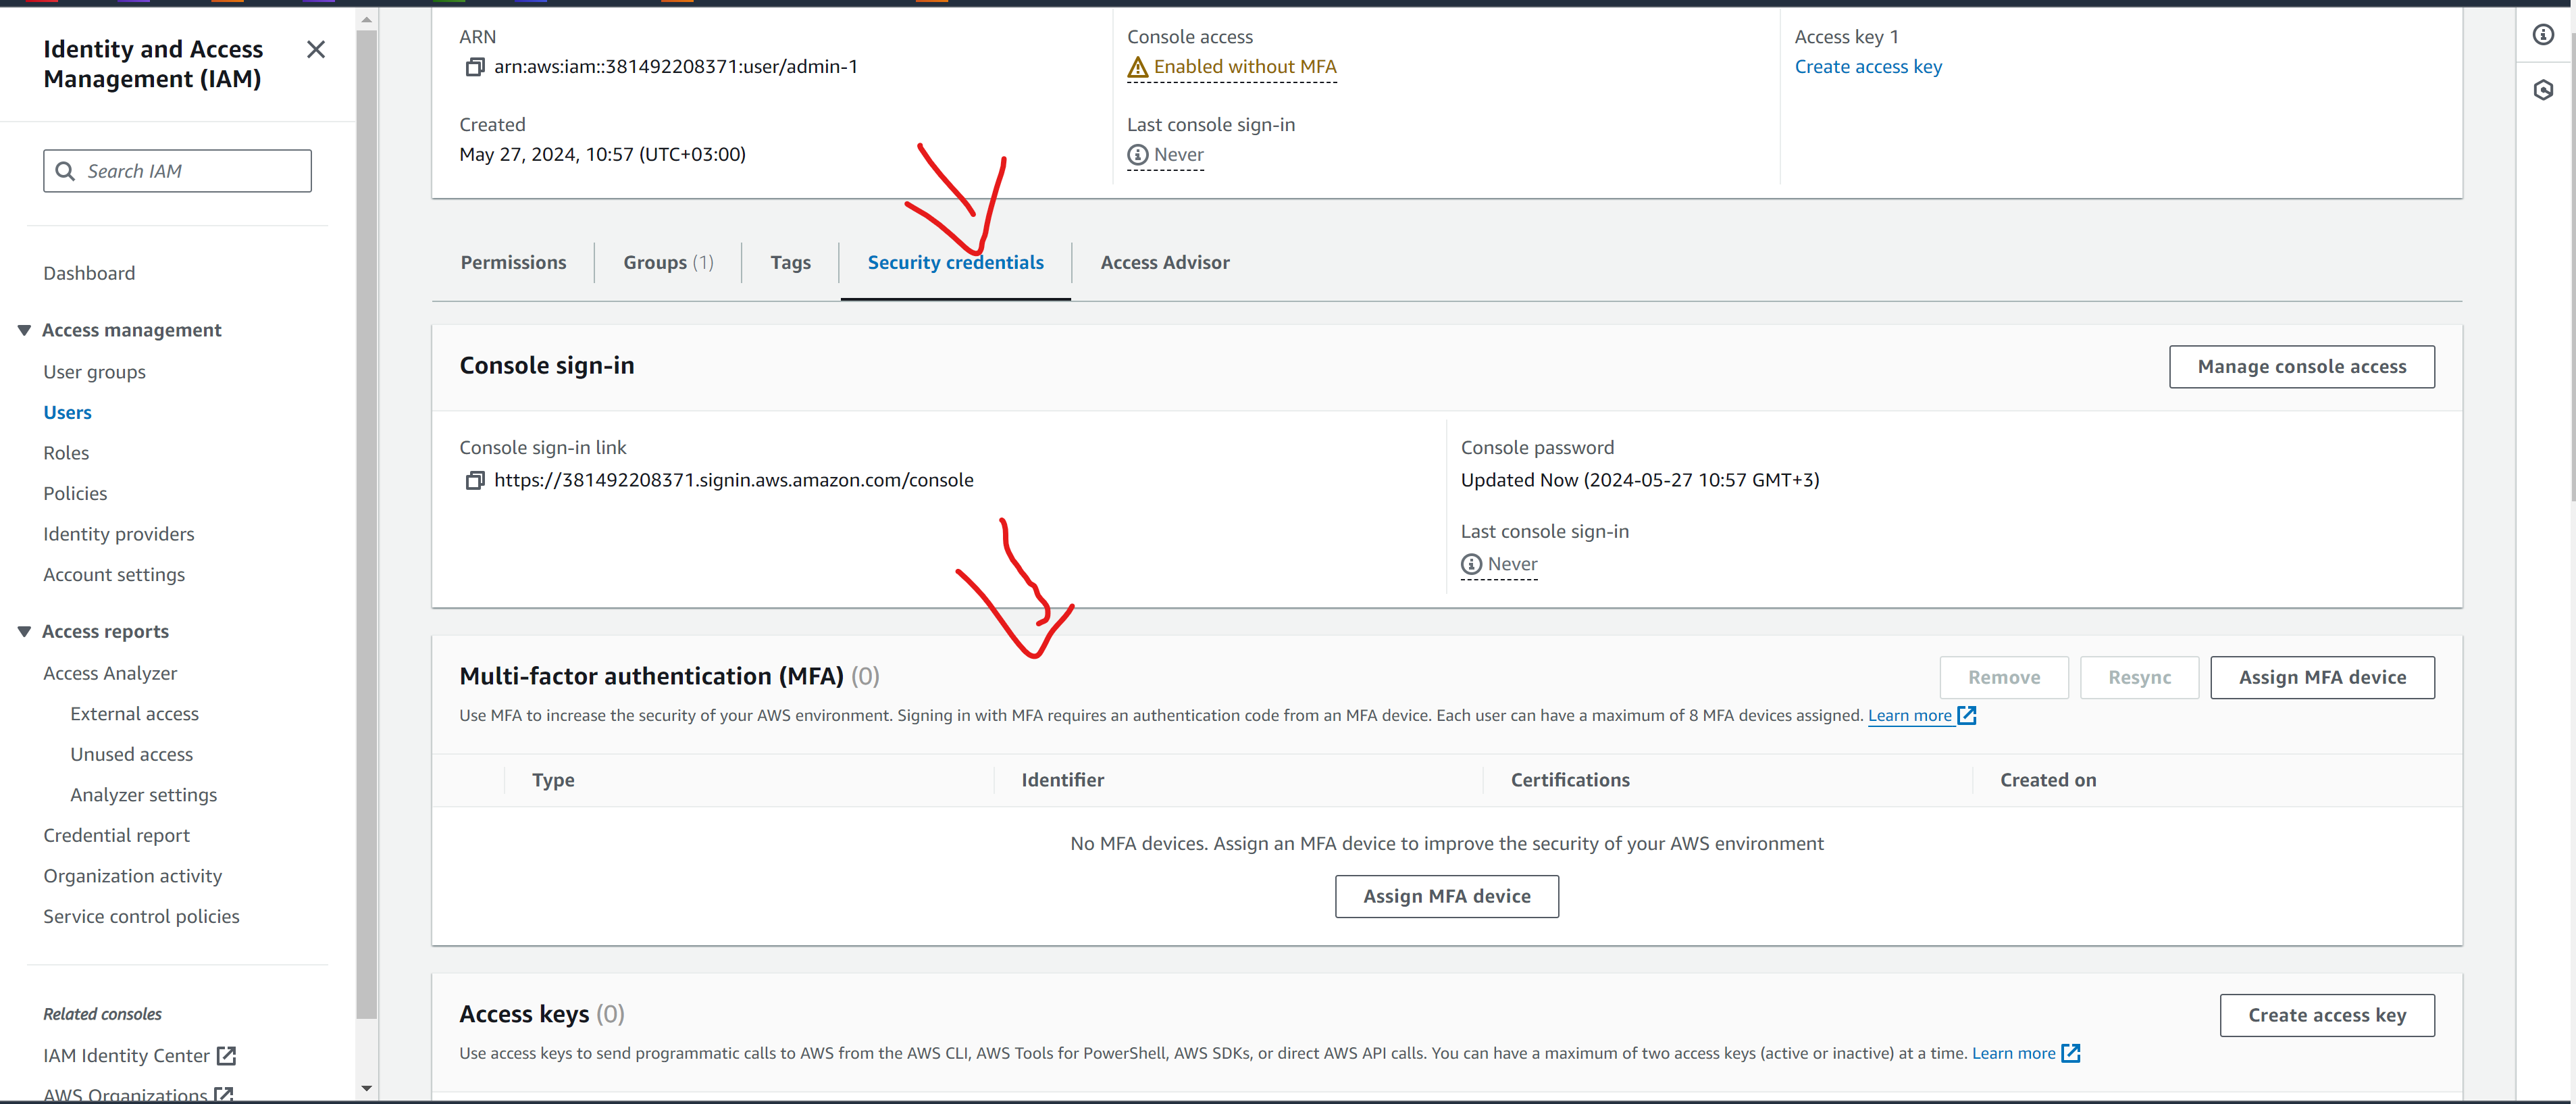 Identity and Access
Management (IAM)
Search IAM
Dashboard
Access management
User groups
Users
Roles
Policies
Identity providers
Account settings
Access reports
Access Analyzer
External access
Unused access
Analyzer settings
Credential report
Organization activity
Service control policies
Related consoles
IAM Identity Center
AWS Organizations
ARN
arn:aws:iam::381492208371:user/admin-1
Console access
Enabled without MFA
Access key 1
Create access key
Created
May 27, 2024, 10:57 (UTC+03:00)
Last console sign-in
Never
Permissions
Groups (1)
Tags
Security credentials
Access Advisor
Console sign-in
Manage console access
Console sign-in link
https://381492208371.signin.aws.amazon.com/console
Console password
Updated Now (2024-05-27 10:57 GMT+3)
Last console sign-in
Never
Multi-factor authentication (MFA) (0)
Remove
Resync
Assign MFA device
Use MFA to increase the security of your AWS environment. Signing in with MFA requires an authentication code from an MFA device. Each user can have a maximum of 8 MFA devices assigned. Learn more
Type
Identifier
Certifications
Created on
No MFA devices. Assign an MFA device to improve the security of your AWS environment
Assign MFA device
Access keys (0)
Create access key
Use access keys to send programmatic calls to AWS from the AWS CLI, AWS Tools for PowerShell, AWS SDKs, or direct AWS API calls. You can have a maximum of two access keys (active or inactive) at a time. Learn more